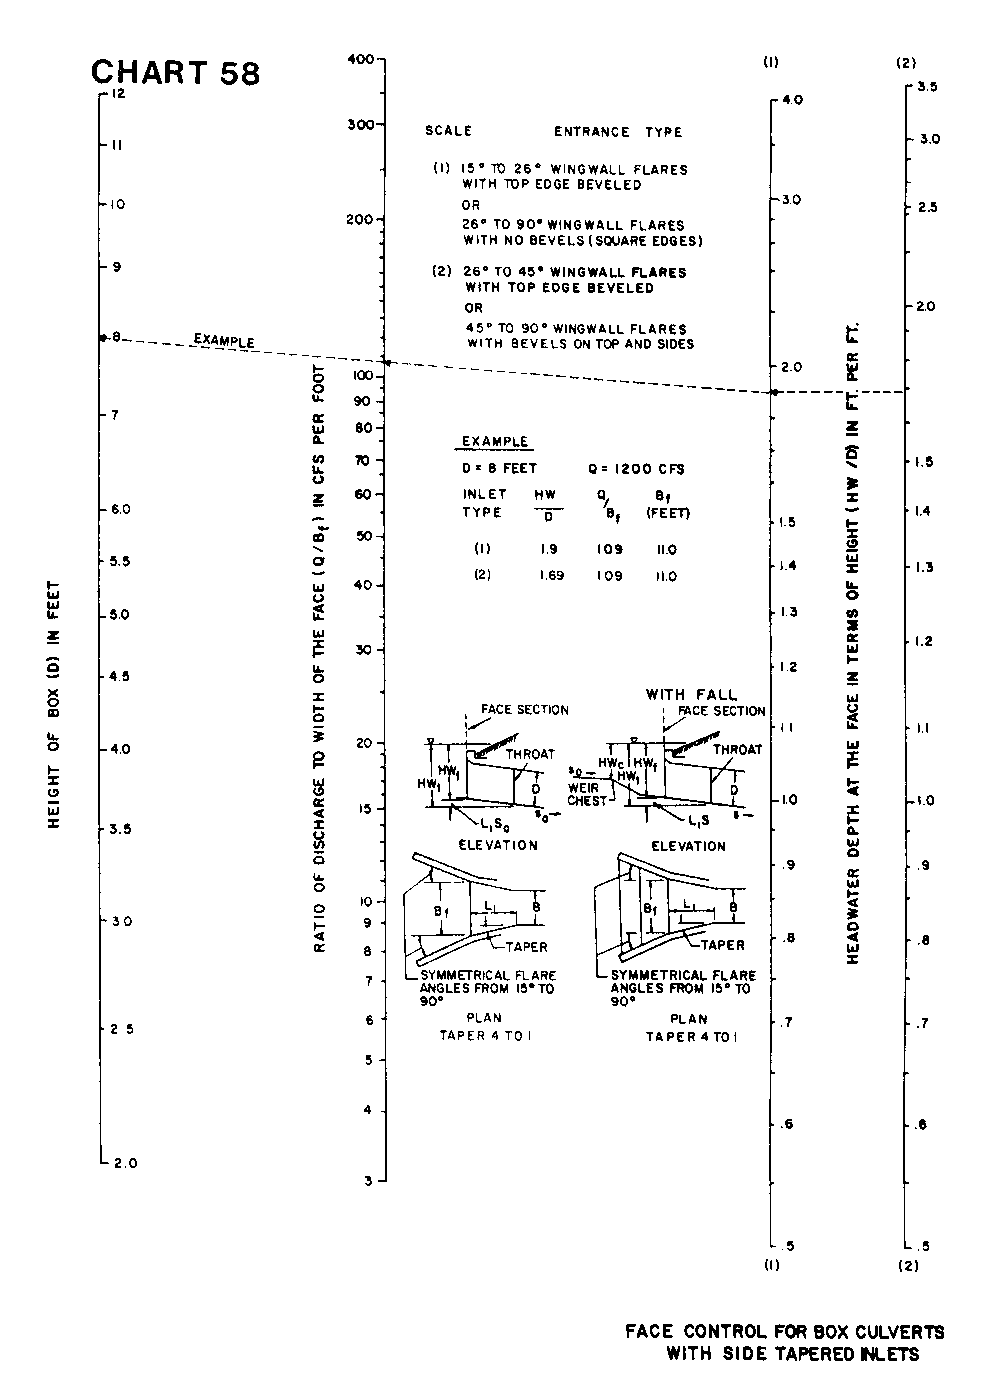 CHART 58
12
11
10
9
8
7
6.0
5.5
5.0
4.5
4.0
3.5
3.0
2 5
2.0
HEIGHT OF BOX (D) IN FEET
EXAMPLE
400
300
200
100
90
80
70
60
50
40
30
20
15
10
9
8
7
6
5
4
3
RATIO OF DISCHARGE TO WIDTH OF THE FACE (Q/Bf) IN CFS PER FOOT
SCALE ENTRANCE TYPE
(1) 15° TO 26° WINGWALL FLARES
WITH TOP EDGE BEVELED
OR
26° TO 90° WINGWALL FLARES
WITH NO BEVELS (SQUARE EDGES)
(2) 26° TO 45° WINGWALL FLARES
WITH TOP EDGE BEVELED
OR
45° TO 90° WINGWALL FLARES
WITH BEVELS ON TOP AND SIDES
EXAMPLE
D = 8 FEET Q = 1200 CFS
INLET HW Q/ Bf
TYPE D Bf (FEET)
(1) 1.9 109 11.0
(2) 1.69 109 11.0
FACE SECTION
THROAT
HWf
HW1
D
L1S0
S0
ELEVATION
Bf
L1
B
TAPER
SYMMETRICAL FLARE
ANGLES FROM 15° TO
90°
PLAN
TAPER 4 TO 1
WITH FALL
FACE SECTION
THROAT
HWc
HWf
HW1
S0
WEIR
CHEST
D
L1S
S
ELEVATION
Bf
L1
B
TAPER
SYMMETRICAL FLARE
ANGLES FROM 15° TO
90°
PLAN
TAPER 4 TO 1
(1)
4.0
3.0
2.0
1.5
1.4
1.3
1.2
1.1
1.0
.9
.8
.7
.6
.5
(1)
HEADWATER DEPTH AT THE FACE IN TERMS OF HEIGHT (HW /D) IN FT. PER FT.
(2)
3.5
3.0
2.5
2.0
1.5
1.4
1.3
1.2
1.1
1.0
.9
.8
.7
.6
.5
(2)
FACE CONTROL FOR BOX CULVERTS
WITH SIDE TAPERED INLETS